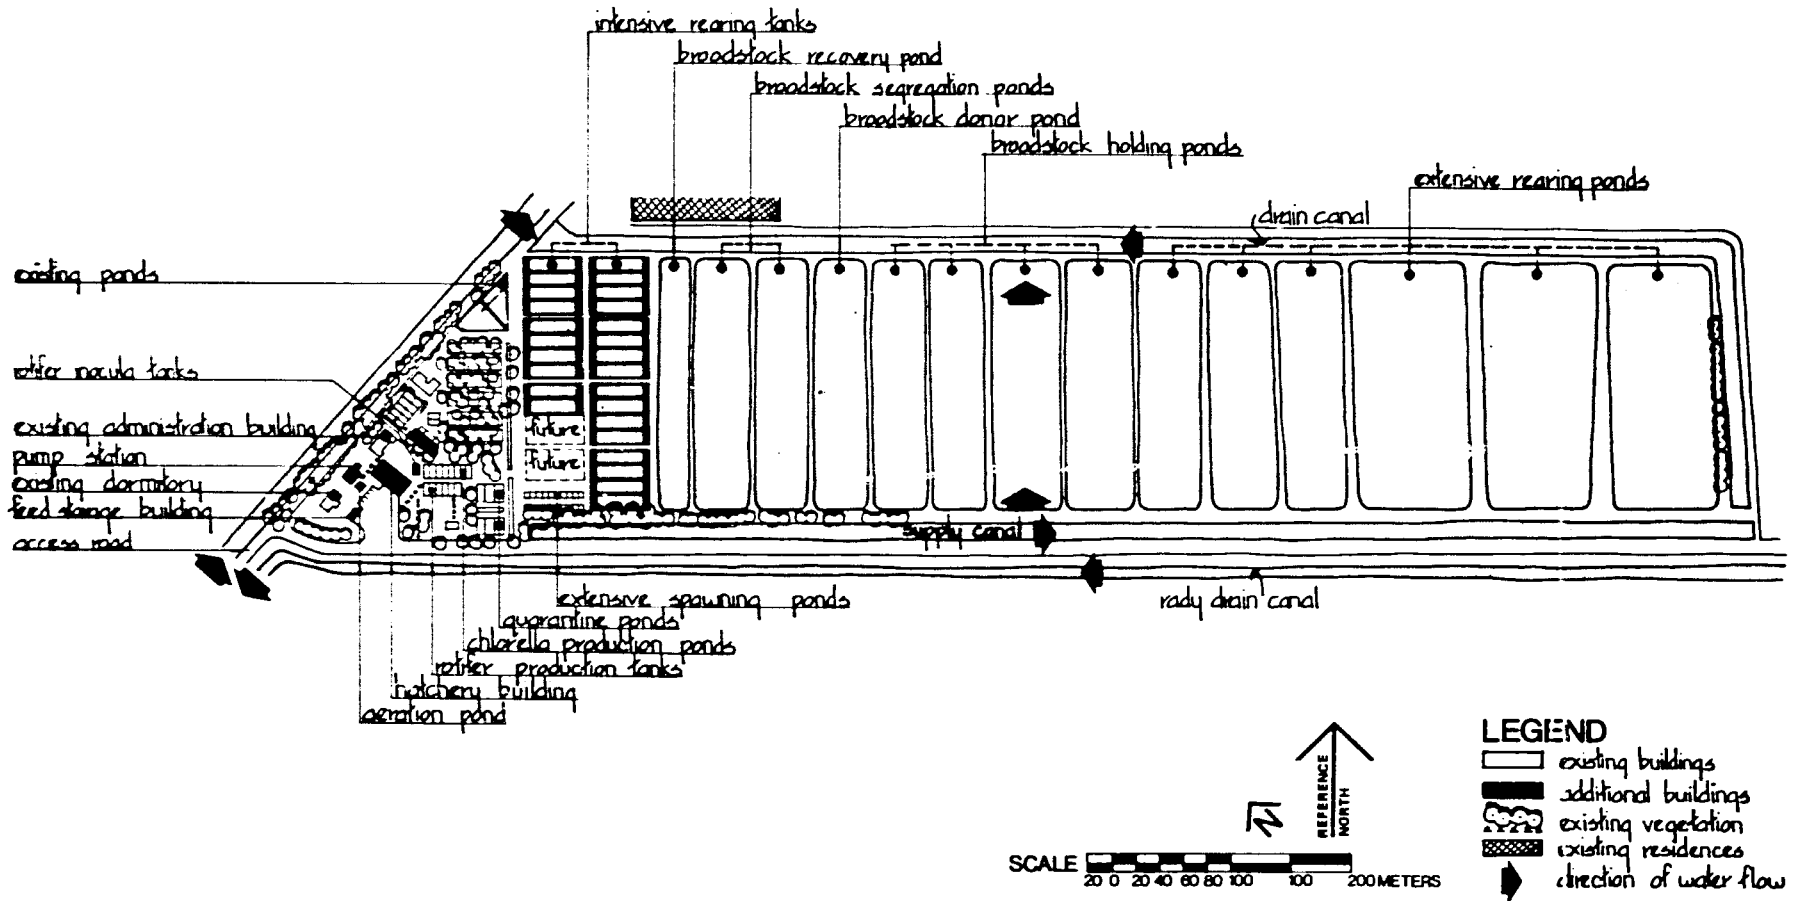 intensive rearing tanks
broodstock recovery pond
broodstock segregation ponds
broodstock donor pond
broodstock holding ponds
extensive rearing ponds
drain canal
existing ponds
rotifer inocula tanks
existing administration building
pump station
existing dormitory
feed storage building
access road
future
future
supply canal
rady drain canal
extensive spawning ponds
quarantine ponds
chlorella production ponds
rotifer production tanks
hatchery building
aeration pond
REFERENCE
NORTH
N
SCALE
20 0 20 40 60 80 100 100 200 METERS
LEGEND
existing buildings
additional buildings
existing vegetation
existing residences
direction of water flow